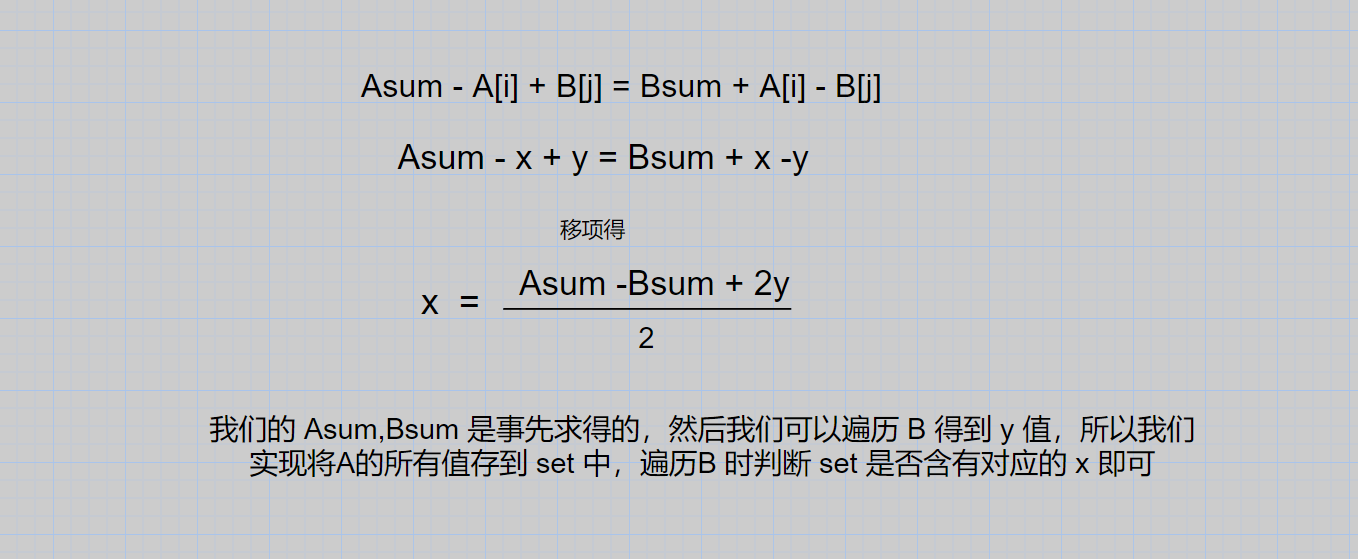 Asum - A[i] + B[j] = Bsum + A[i] - B[j]
Asum - x + y = Bsum + x -y
移项得
x = Asum -Bsum + 2y
2
我们的 Asum,Bsum 是事先求得的，然后我们可以遍历 B 得到 y 值，所以我们
实现将A的所有值存到 set 中，遍历B 时判断 set 是否含有对应的 x 即可